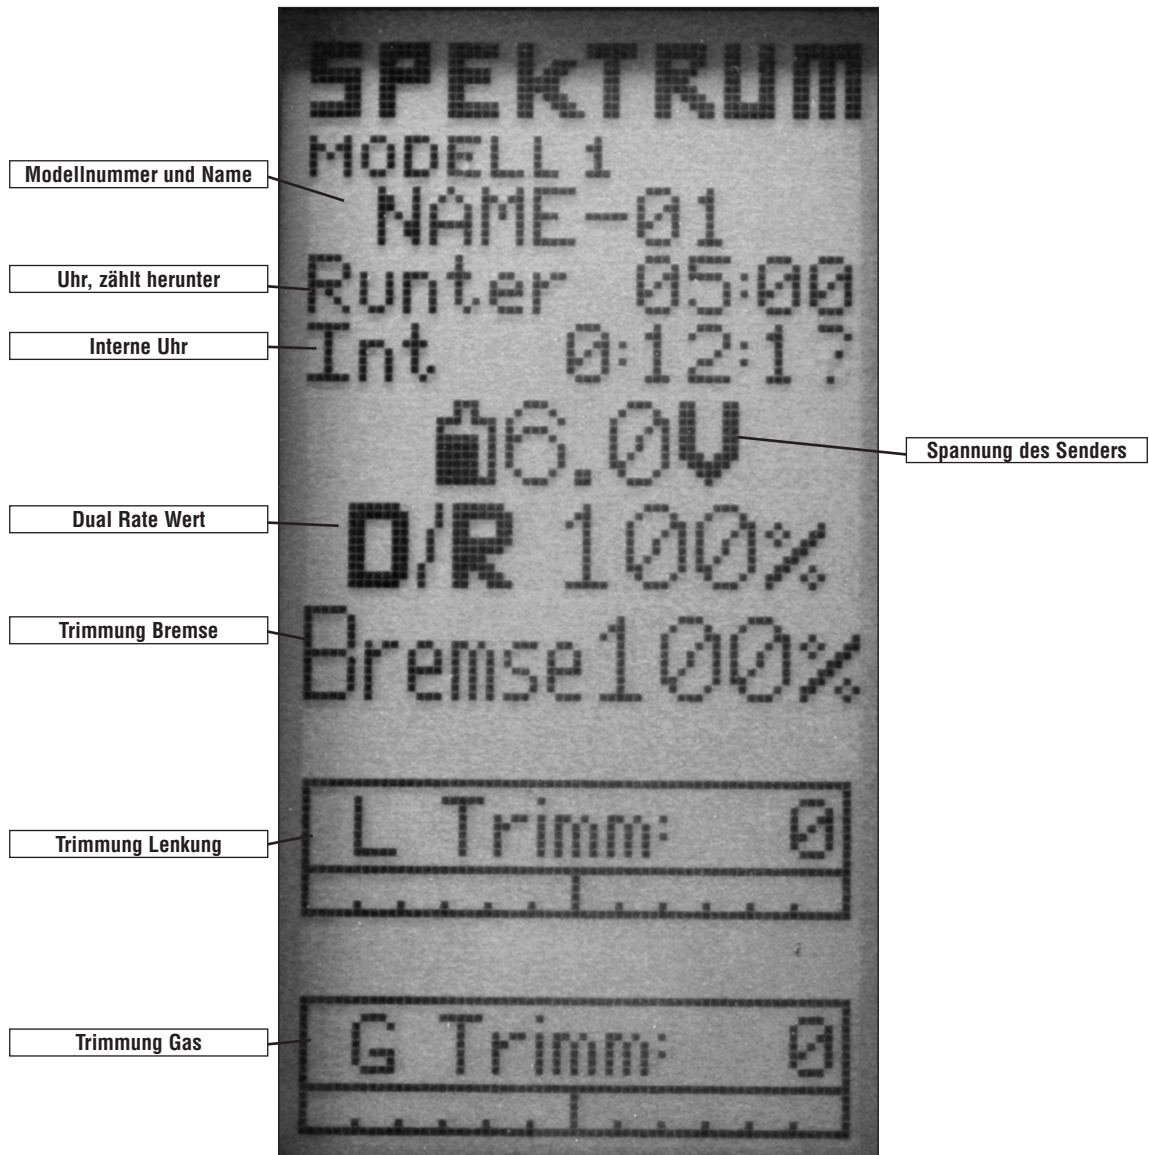 SPEKTRUM
MODELL 1
Modellnummer und Name
NAME-01
Uhr, zählt herunter
Runter 05:00
Interne Uhr
Int. 0:12:17
6.0V
Spannung des Senders
Dual Rate Wert
D/R 100%
Trimmung Bremse
Bremse 100%
Trimmung Lenkung
L Trimm: 0
Trimmung Gas
G Trimm: 0